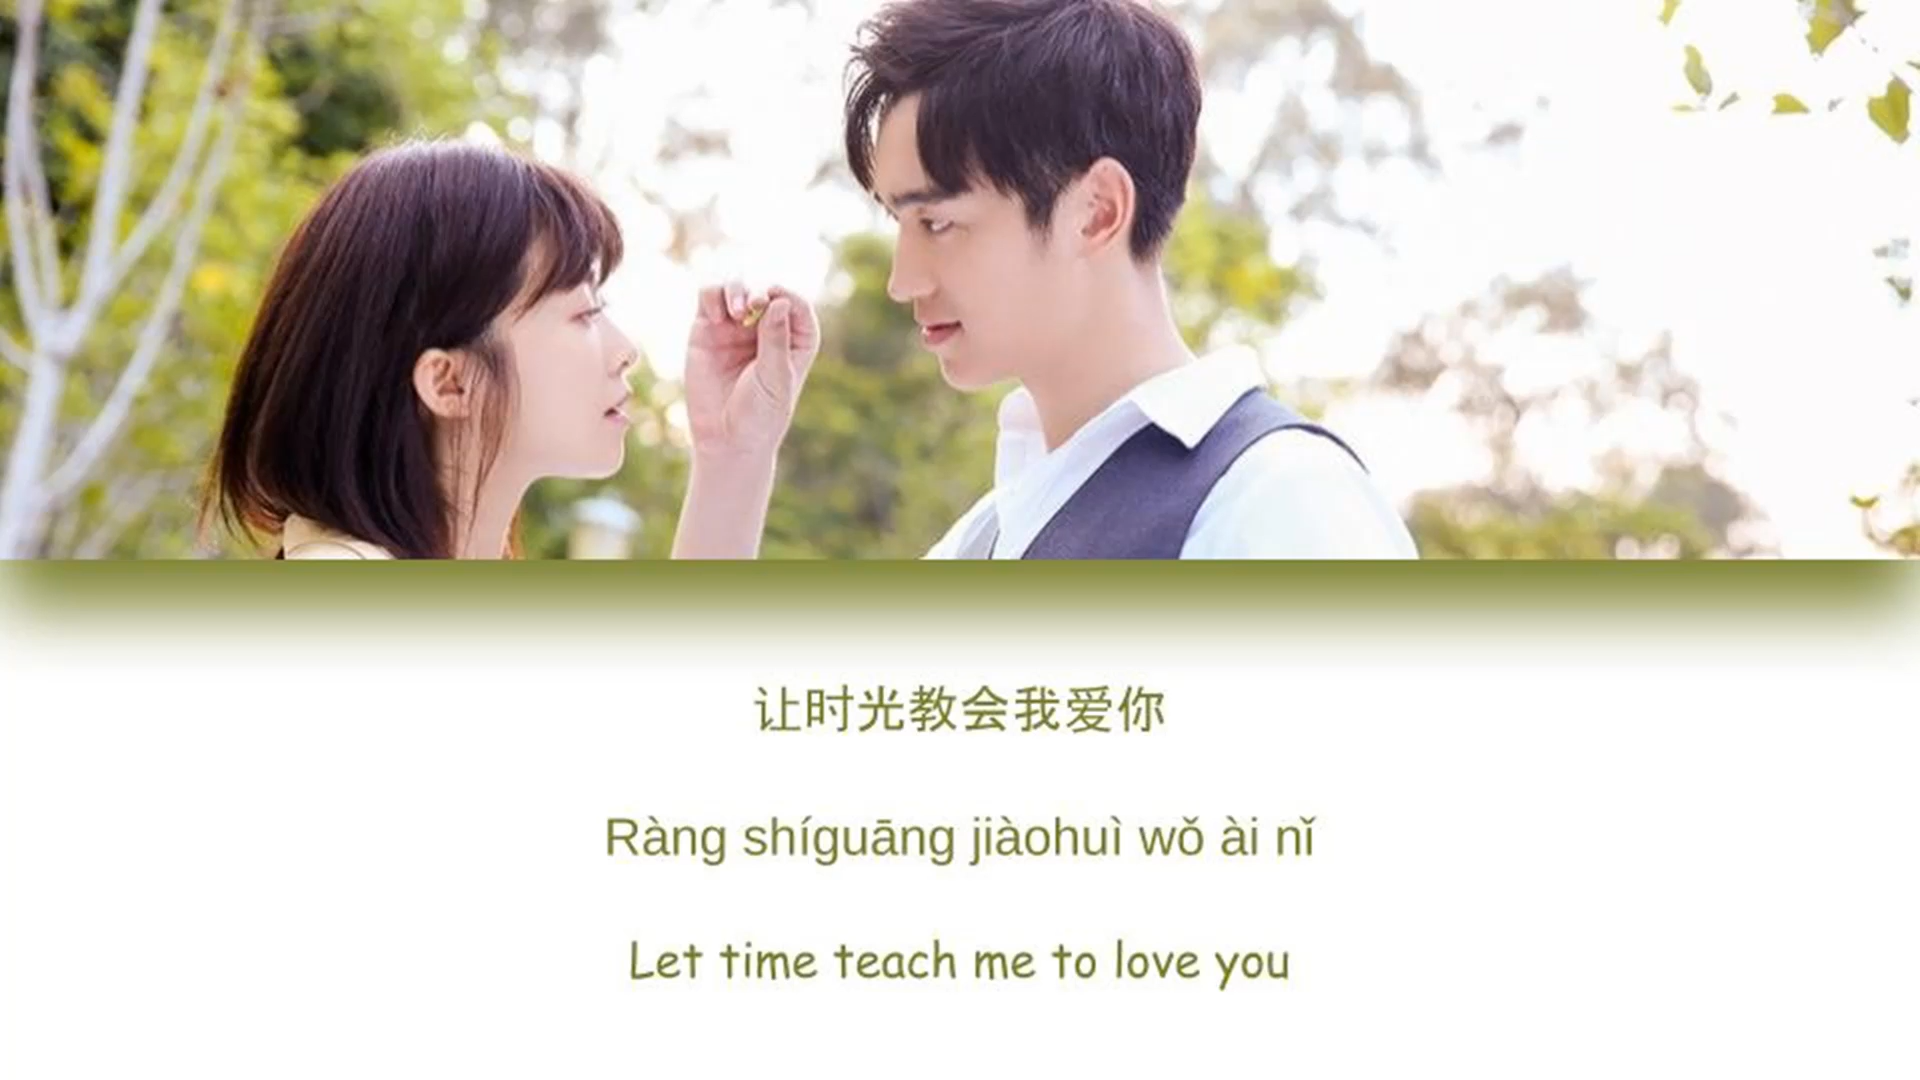 让时光教会我爱你
Ràng shíguāng jiàohuì wǒ ài nǐ
Let time teach me to love you